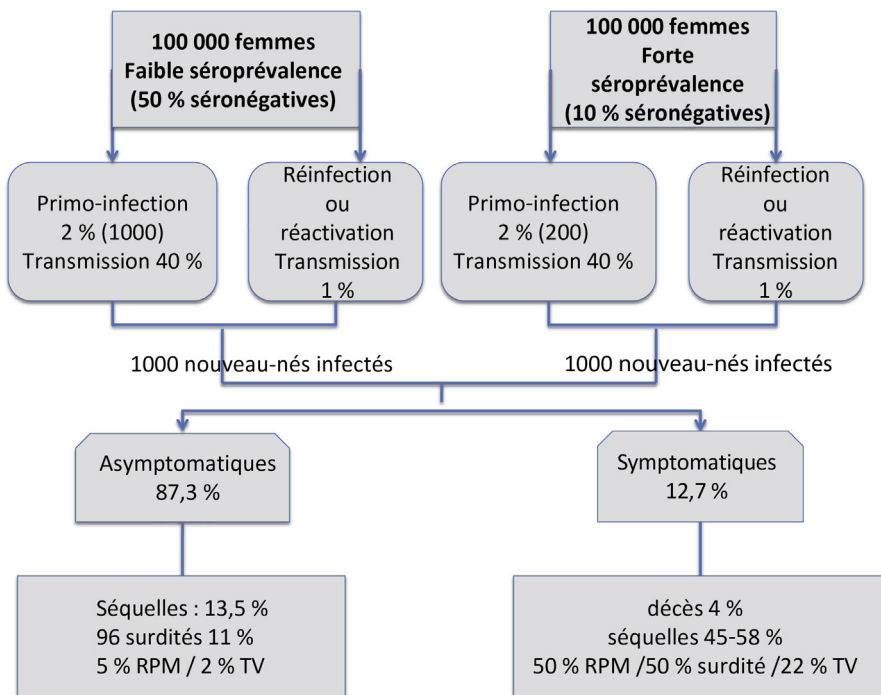 100 000 femmes
Faible séroprévalence
(50 % séronégatives)
100 000 femmes
Forte
séroprévalence
(10 % séronégatives)
Primo-infection
2 % (1000)
Transmission 40 %
Réinfection
ou
réactivation
Transmission
1 %
Primo-infection
2 % (200)
Transmission 40 %
Réinfection
ou
réactivation
Transmission
1 %
1000 nouveau-nés infectés
1000 nouveau-nés infectés
Asymptomatiques
87,3 %
Symptomatiques
12,7 %
Séquelles : 13,5 %
96 surdités 11 %
5 % RPM / 2 % TV
décès 4 %
séquelles 45-58 %
50 % RPM /50 % surdité /22 % TV